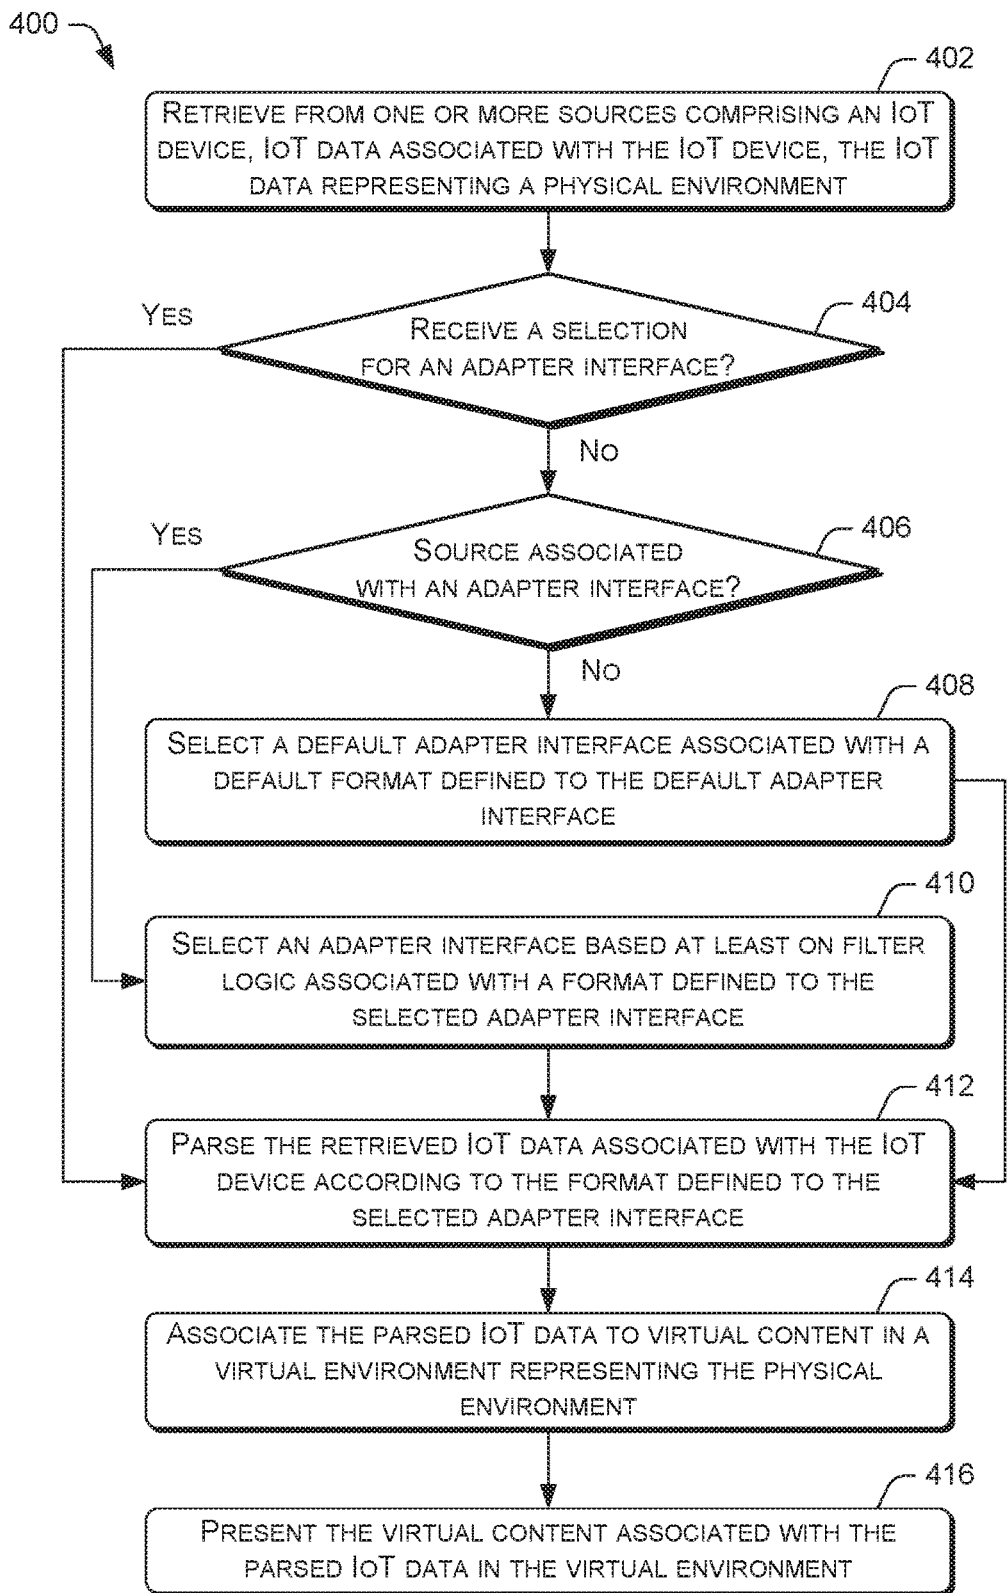 400
402
RETRIEVE FROM ONE OR MORE SOURCES COMPRISING AN IOT
DEVICE, IOT DATA ASSOCIATED WITH THE IOT DEVICE, THE IOT
DATA REPRESENTING A PHYSICAL ENVIRONMENT
404
YES
RECEIVE A SELECTION
FOR AN ADAPTER INTERFACE?
NO
406
YES
SOURCE ASSOCIATED
WITH AN ADAPTER INTERFACE?
NO
408
SELECT A DEFAULT ADAPTER INTERFACE ASSOCIATED WITH A
DEFAULT FORMAT DEFINED TO THE DEFAULT ADAPTER
INTERFACE
410
SELECT AN ADAPTER INTERFACE BASED AT LEAST ON FILTER
LOGIC ASSOCIATED WITH A FORMAT DEFINED TO THE
SELECTED ADAPTER INTERFACE
412
PARSE THE RETRIEVED IOT DATA ASSOCIATED WITH THE IOT
DEVICE ACCORDING TO THE FORMAT DEFINED TO THE
SELECTED ADAPTER INTERFACE
414
ASSOCIATE THE PARSED IOT DATA TO VIRTUAL CONTENT IN A
VIRTUAL ENVIRONMENT REPRESENTING THE PHYSICAL
ENVIRONMENT
416
PRESENT THE VIRTUAL CONTENT ASSOCIATED WITH THE
PARSED IOT DATA IN THE VIRTUAL ENVIRONMENT